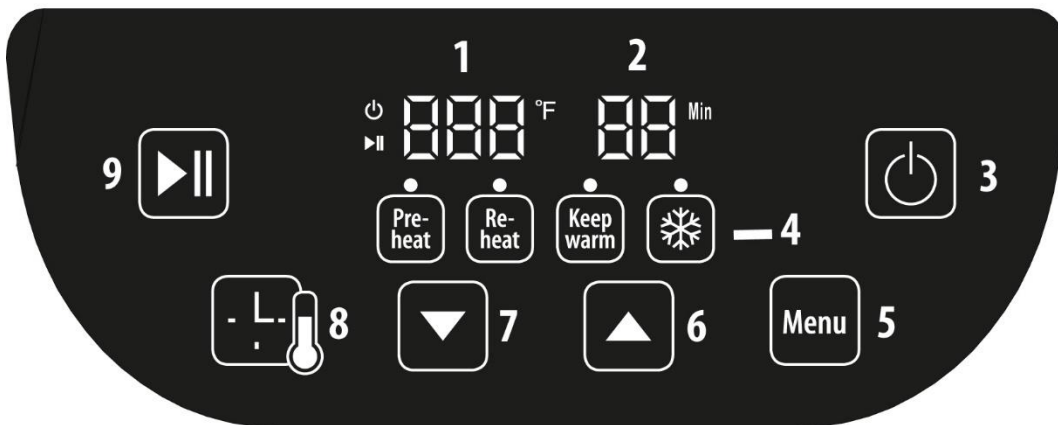 1 2
888 °F 88 Min
9
3
Pre-
heat
Re-
heat
Keep
warm
4
8
7
6
Menu 5